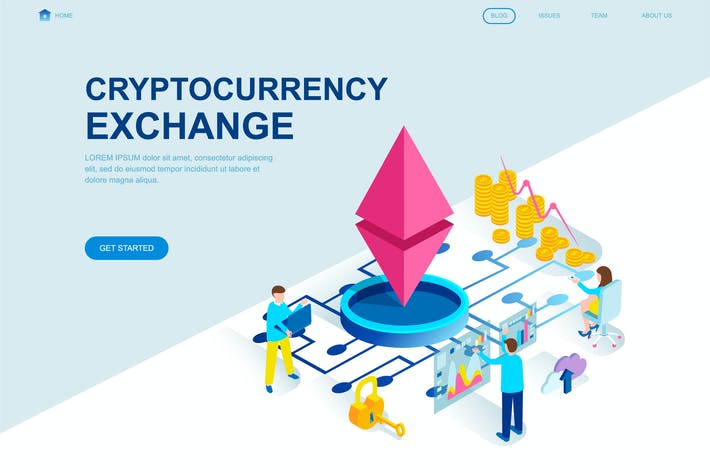 HOME
BLOG
ISSUES
TEAM
ABOUT US
CRYPTOCURRENCY
EXCHANGE
LOREM IPSUM dolor sit amet, consectetur adipiscing
elit, sed do eiusmod tempor incididunt ut labore et
dolore magna aliqua.
GET STARTED